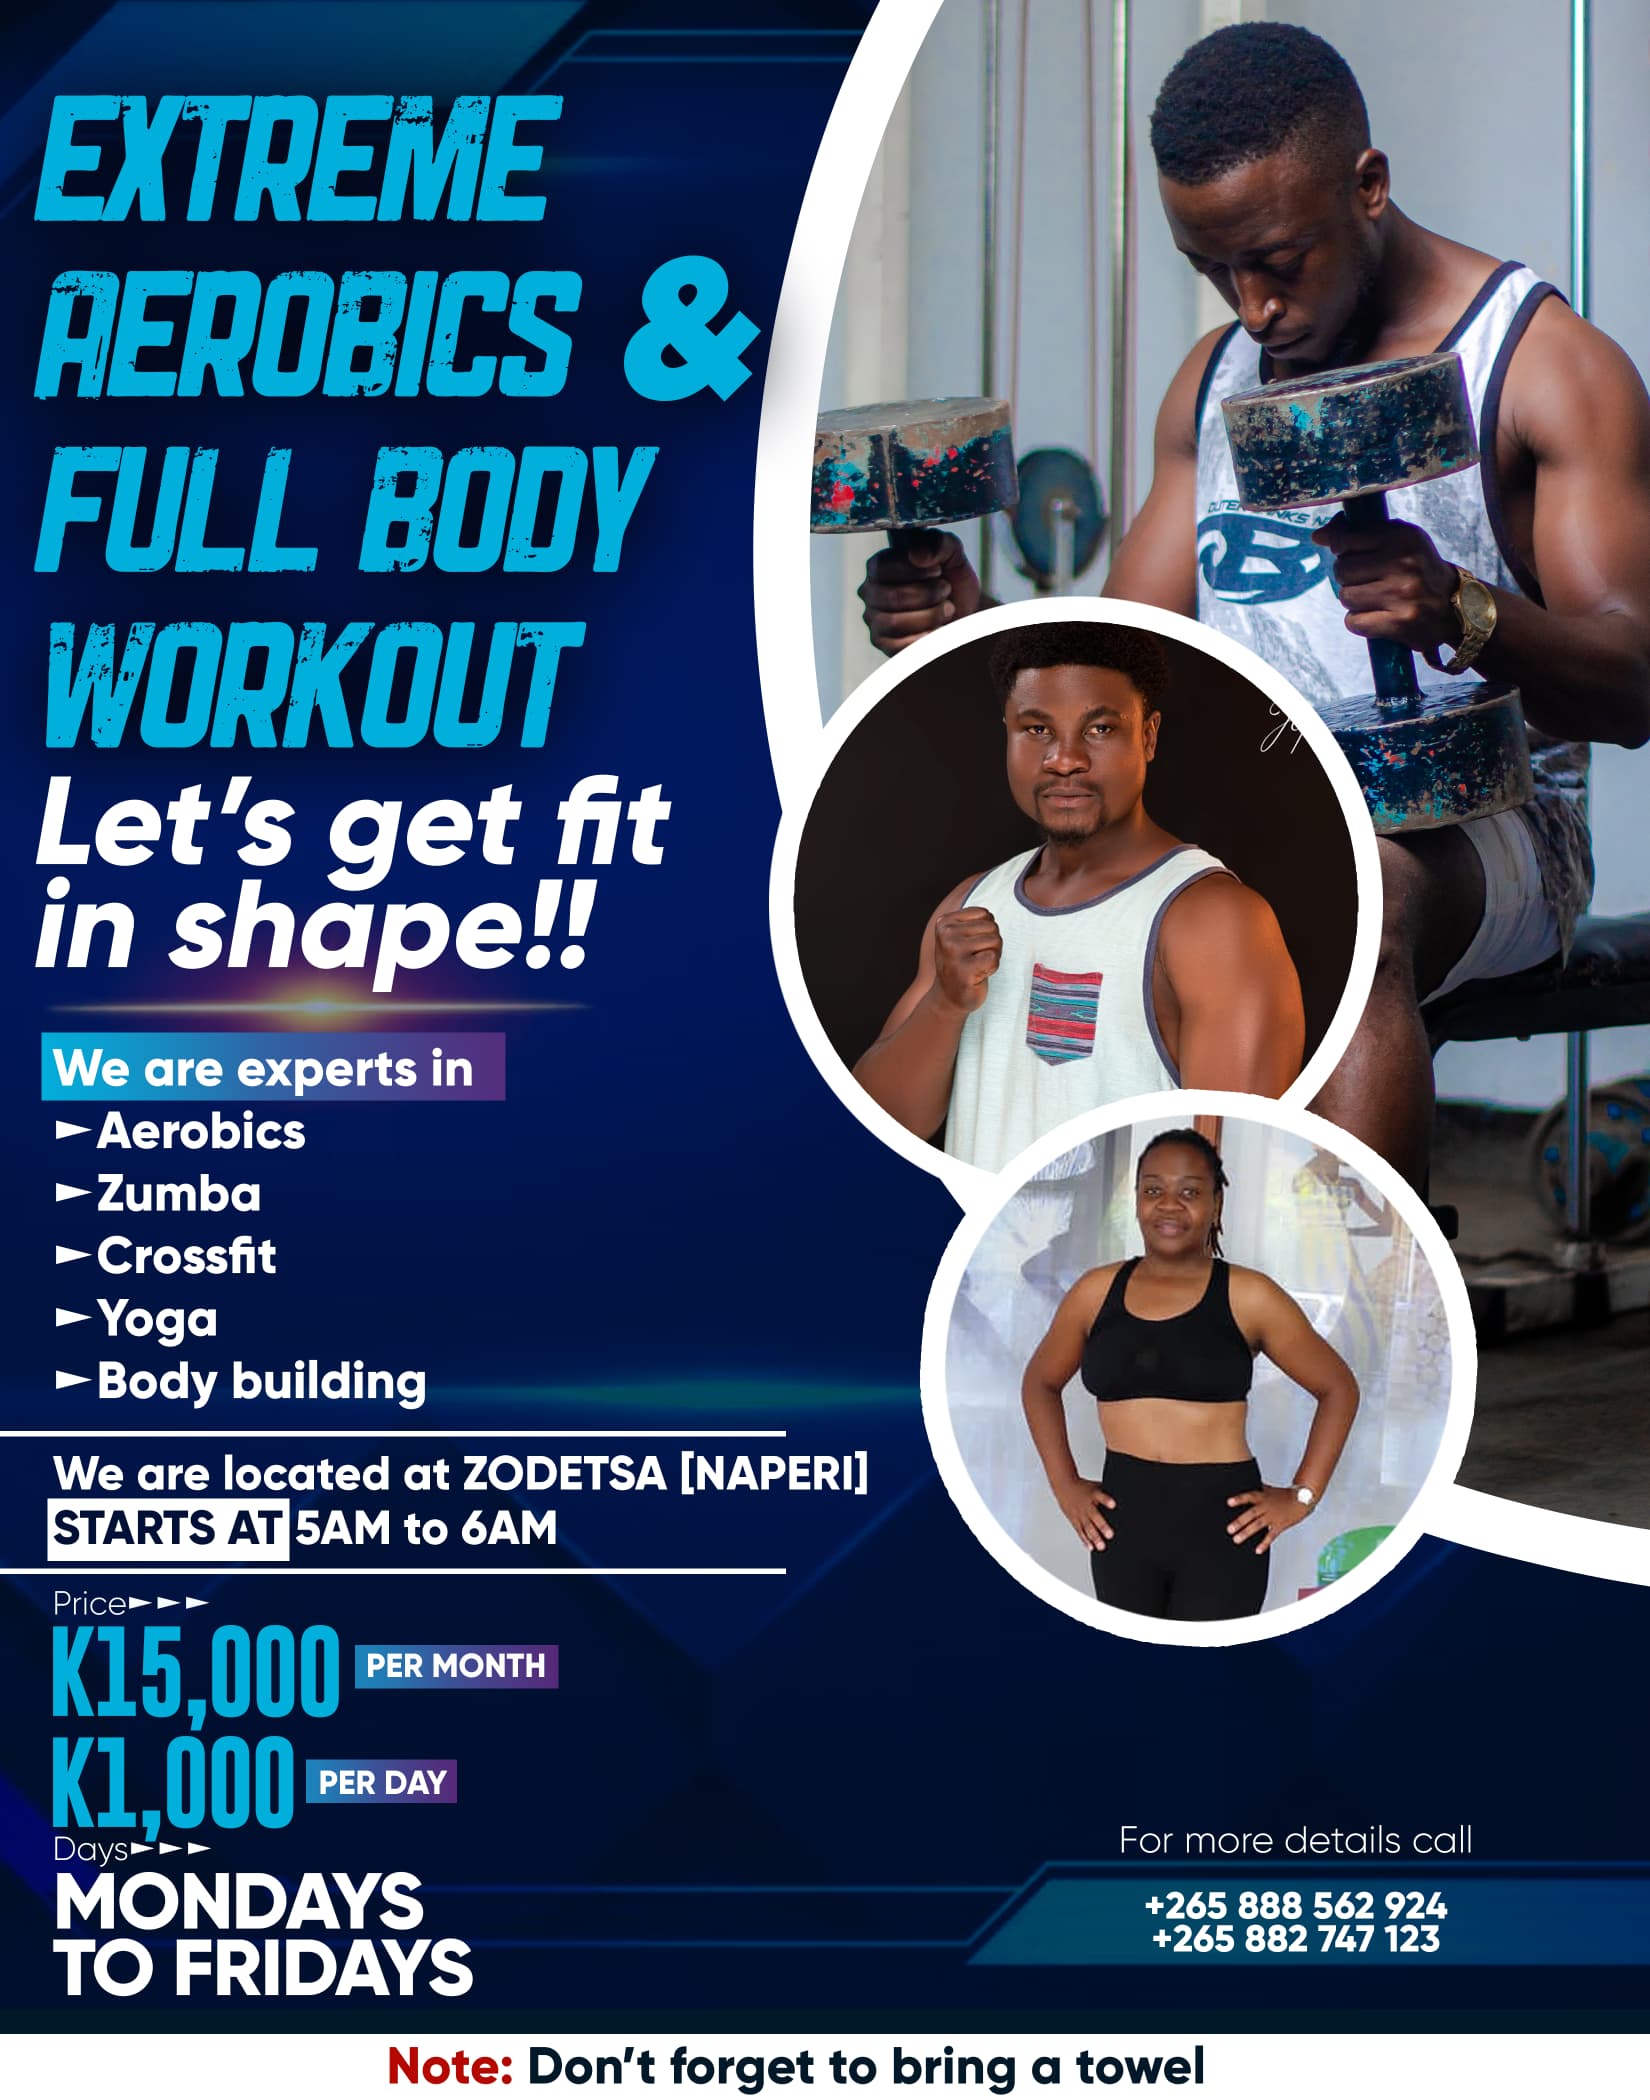 EXTREME
AEROBICS &
FULL BODY
WORKOUT
Let's get fit
in shape!!
We are experts in
Aerobics
Zumba
Crossfit
Yoga
Body building
We are located at ZODETSA [NAPERI]
STARTS AT 5AM to 6AM
Price
K15,000 PER MONTH
K1,000 PER DAY
Days
MONDAYS
TO FRIDAYS
For more details call
+265 888 562 924
+265 882 747 123
Note: Don't forget to bring a towel